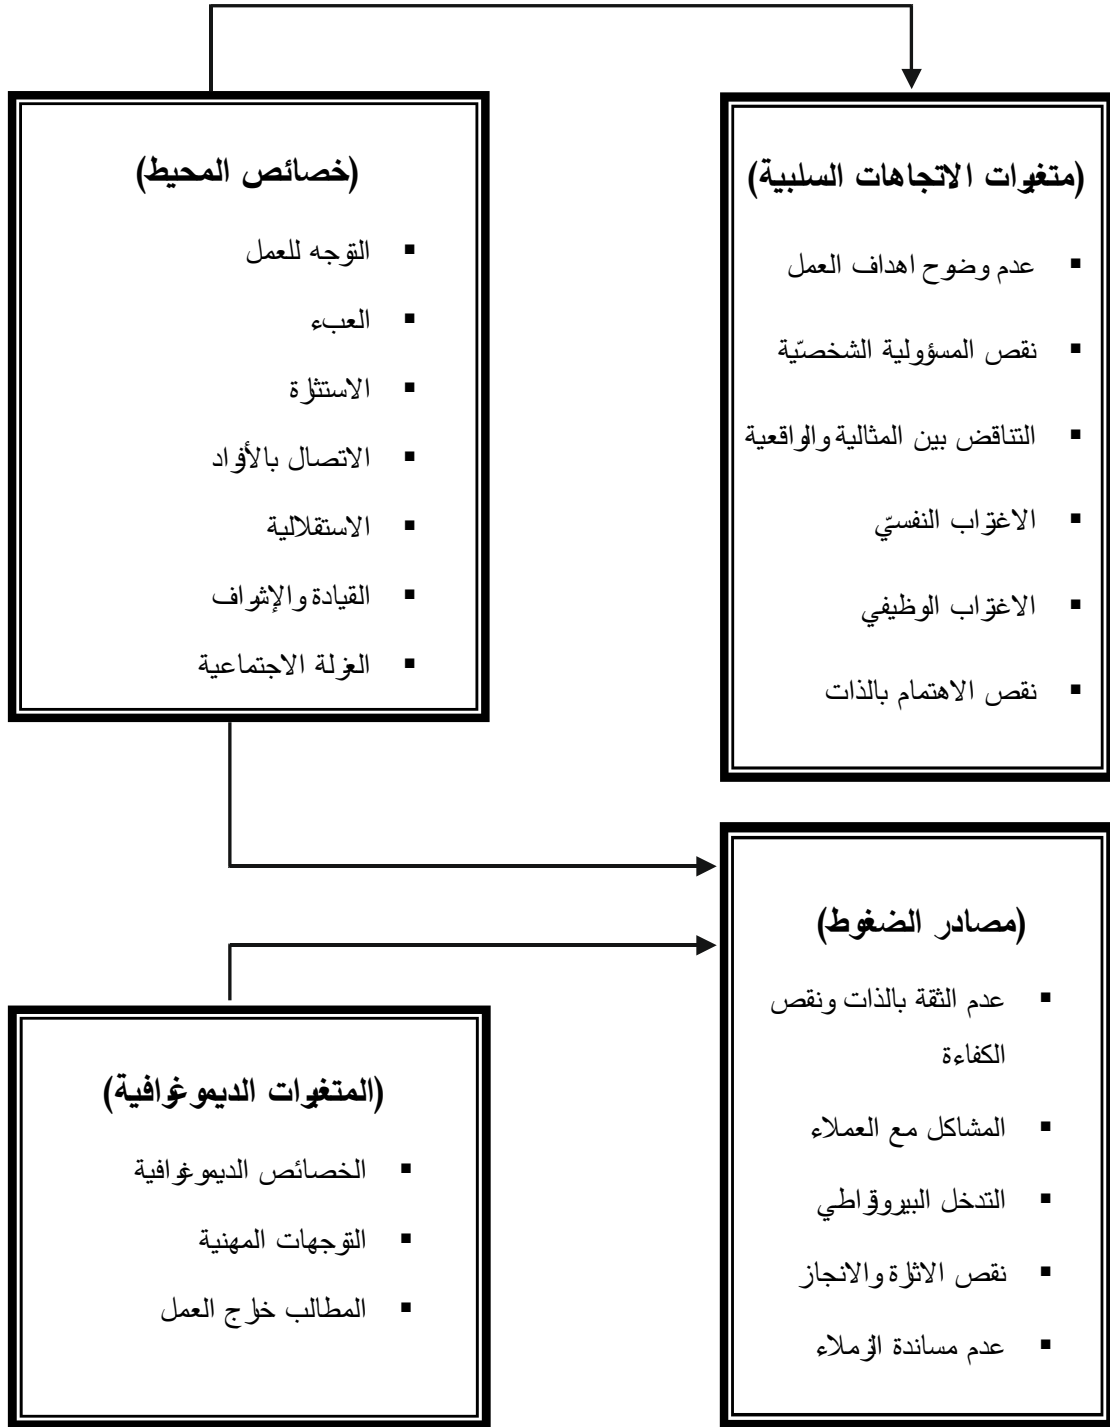 (متغيرات الاتجاهات السلبية)
▪ عدم وضوح اهداف العمل
▪ نقص المسؤولية الشخصيّة
▪ التناقض بين المثالية والواقعية
▪ الاغتراب النفسيّ
▪ الاغتراب الوظيفي
▪ نقص الاهتمام بالذات
(خصائص المحيط)
▪ التوجه للعمل
▪ العبء
▪ الاستثارة
▪ الاتصال بالأفراد
▪ الاستقلالية
▪ القيادة والإشراف
▪ العزلة الاجتماعية
(مصادر الضغوط)
▪ عدم الثقة بالذات ونقص
الكفاءة
▪ المشاكل مع العملاء
▪ التدخل البيروقراطي
▪ نقص الاثارة والانجاز
▪ عدم مساندة الزملاء
(المتغيرات الديموغرافية)
▪ الخصائص الديموغرافية
▪ التوجهات المهنية
▪ المطالب خارج العمل